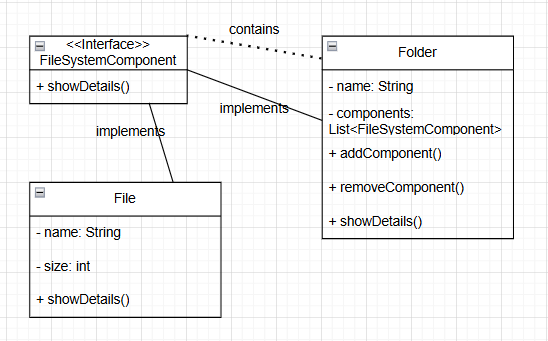 contains
<<Interface>>
FileSystemComponent
+ showDetails()
implements
implements
Folder
- name: String
- components:
List<FileSystemComponent>
+ addComponent()
+ removeComponent()
+ showDetails()
File
- name: String
- size: int
+ showDetails()